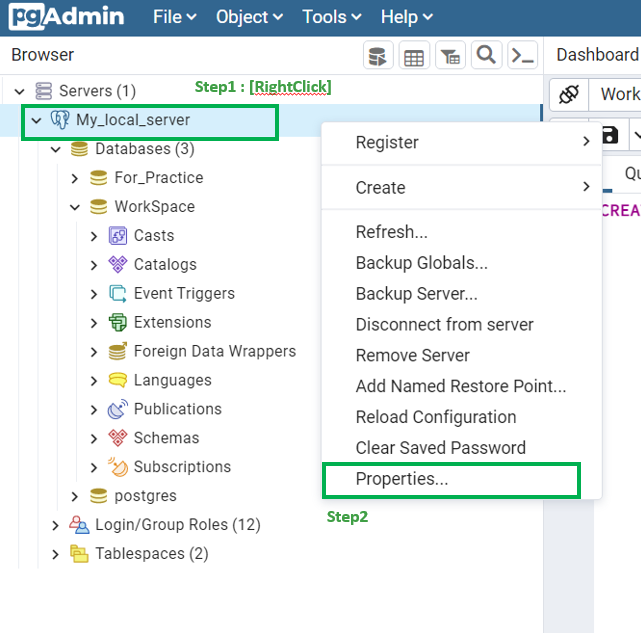 pgAdmin File Object Tools Help
Browser Dashboard
Servers (1) Step1 : [RightClick] Work
My_local_server
Databases (3) Register
For_Practice
WorkSpace Create
Casts Refresh...
Catalogs Backup Globals...
Event Triggers Backup Server...
Extensions Disconnect from server
Foreign Data Wrappers Remove Server
Languages Add Named Restore Point...
Publications Reload Configuration
Schemas Clear Saved Password
Subscriptions Properties...
postgres
Step2
Login/Group Roles (12)
Tablespaces (2)
Qu
CREA